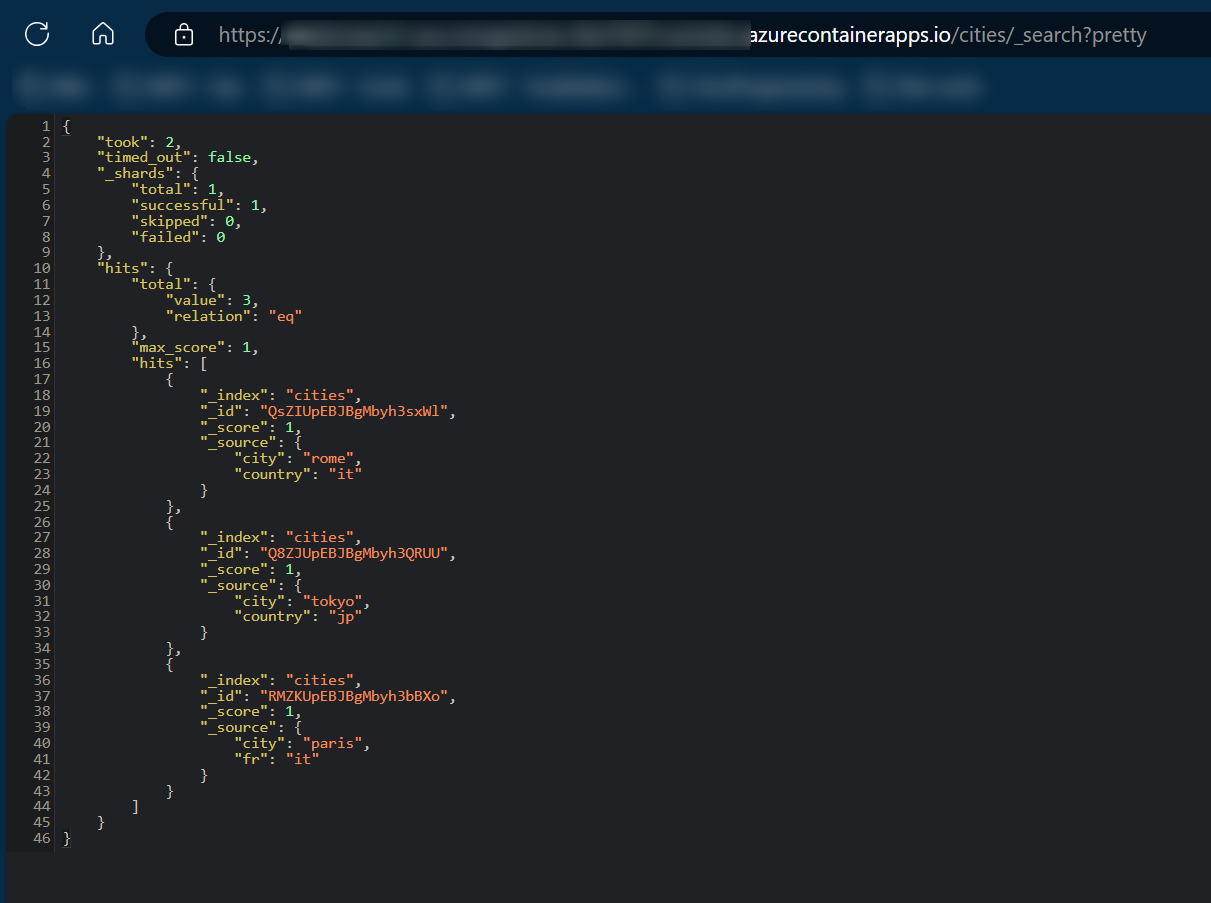 https://azurecontainerapps.io/cities/_search?pretty
1 {
2 "took": 2,
3 "timed_out": false,
4 "_shards": {
5 "total": 1,
6 "successful": 1,
7 "skipped": 0,
8 "failed": 0
9 },
10 "hits": {
11 "total": {
12 "value": 3,
13 "relation": "eq"
14 },
15 "max_score": 1,
16 "hits": [
17 {
18 "_index": "cities",
19 "_id": "QsZIUpEBJBgMbyh3sxWl",
20 "_score": 1,
21 "_source": {
22 "city": "rome",
23 "country": "it"
24 }
25 },
26 {
27 "_index": "cities",
28 "_id": "Q8ZJUpEBJBgMbyh3QRUU",
29 "_score": 1,
30 "_source": {
31 "city": "tokyo",
32 "country": "jp"
33 }
34 },
35 {
36 "_index": "cities",
37 "_id": "RMZKUpEBJBgMbyh3bBXo",
38 "_score": 1,
39 "_source": {
40 "city": "paris",
41 "fr": "it"
42 }
43 }
44 ]
45 }
46 }